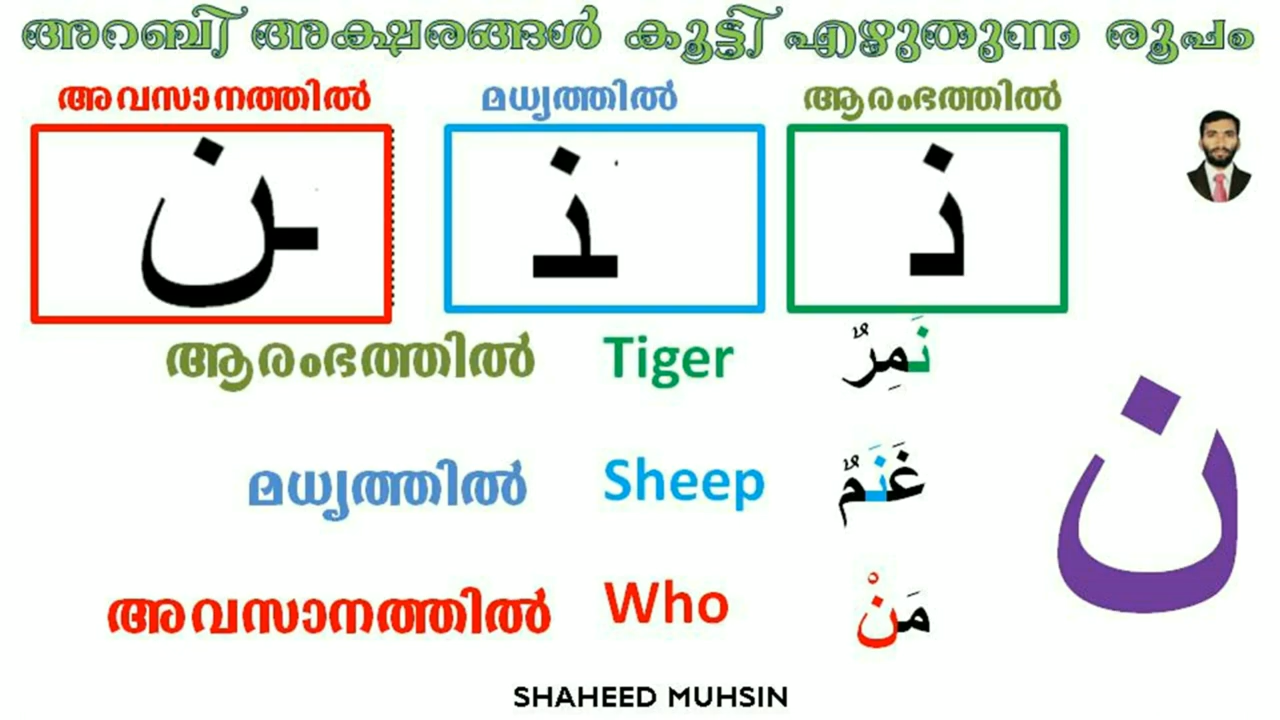 അറബി അക്ഷരങ്ങൾ കൂട്ടി എഴുതുന്ന രൂപം
അവസാനത്തിൽ മധ്യത്തിൽ ആരംഭത്തിൽ
ـن ـنـ نـ
ആരംഭത്തിൽ Tiger نَمِرٌ
മധ്യത്തിൽ Sheep غَنَمٌ
അവസാനത്തിൽ Who مَنْ
ن
SHAHEED MUHSIN